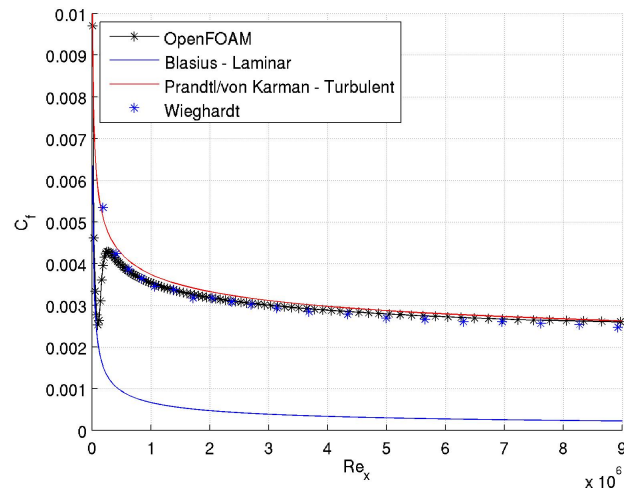 0.01
0.009
0.008
0.007
0.006
0.005
0.004
0.003
0.002
0.001
0
C_f
OpenFOAM
Blasius - Laminar
Prandtl/von Karman - Turbulent
Wieghardt
0 1 2 3 4 5 6 7 8 9
Re_x
x 10^6